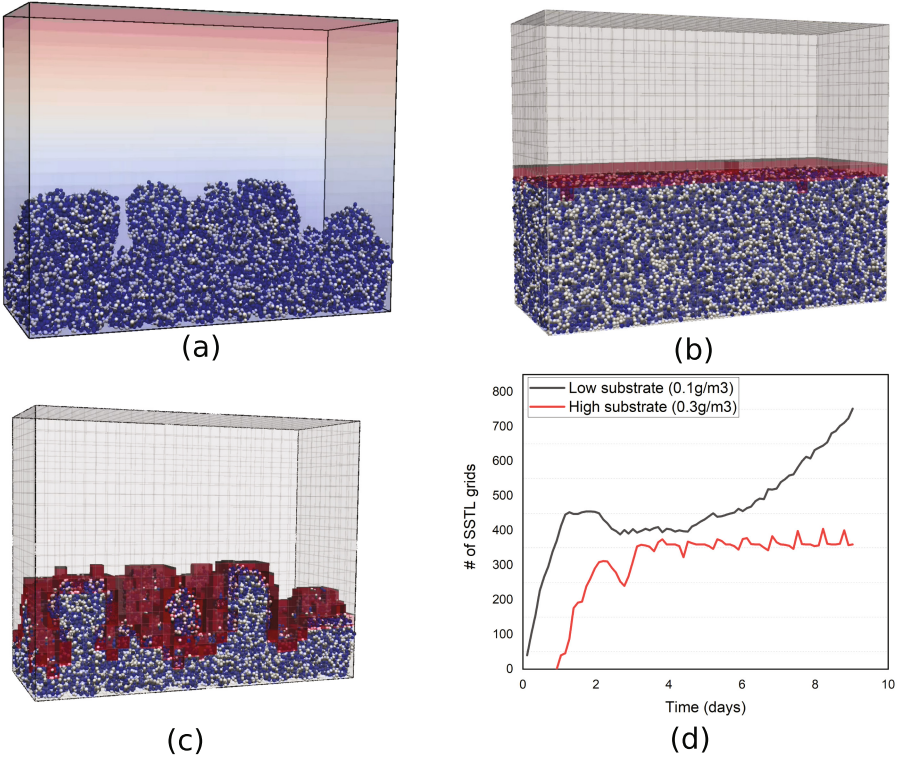 (a)
(b)
(c)
800
700
600
500
400
300
200
100
0
# of SSTL grids
Low substrate (0.1g/m3)
High substrate (0.3g/m3)
0 2 4 6 8 10
Time (days)
(d)